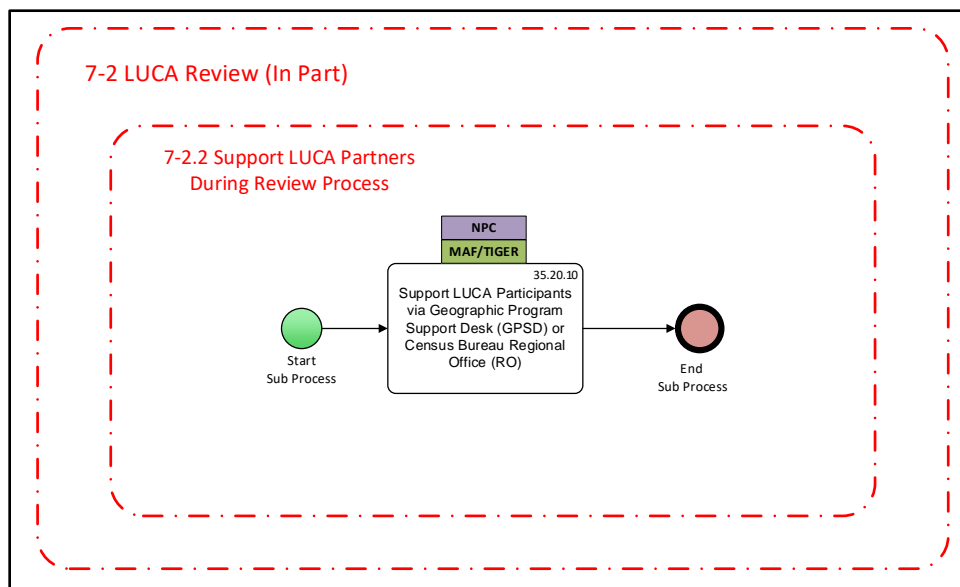 7-2 LUCA Review (In Part)
7-2.2 Support LUCA Partners
During Review Process
NPC
MAF/TIGER
35.20.10
Support LUCA Participants
via Geographic Program
Support Desk (GPSD) or
Census Bureau Regional
Office (RO)
Start
Sub Process
End
Sub Process